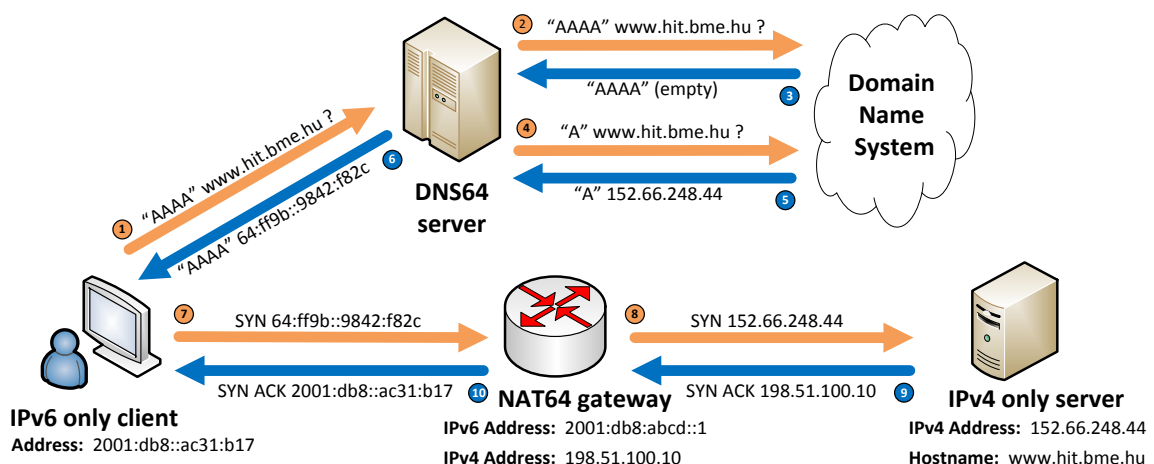 2 "AAAA" www.hit.bme.hu ?
"AAAA" (empty) 3
Domain
Name
System
4 "A" www.hit.bme.hu ?
"A" 152.66.248.44 5
DNS64
server
1 "AAAA" www.hit.bme.hu ?
6
"AAAA" 64:ff9b::9842:f82c
7 SYN 64:ff9b::9842:f82c
SYN ACK 2001:db8::ac31:b17 10
8 SYN 152.66.248.44
SYN ACK 198.51.100.10 9
IPv6 only client
Address: 2001:db8::ac31:b17
NAT64 gateway
IPv6 Address: 2001:db8:abcd::1
IPv4 Address: 198.51.100.10
IPv4 only server
IPv4 Address: 152.66.248.44
Hostname: www.hit.bme.hu